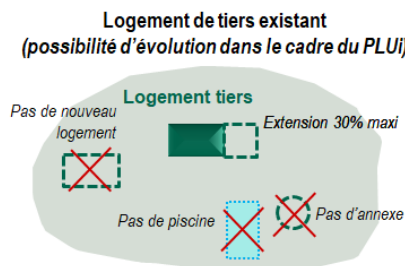 Logement de tiers existant
(possibilité d'évolution dans le cadre du PLUi)
Pas de nouveau
logement
Logement tiers
Extension 30% maxi
Pas de piscine
Pas d'annexe